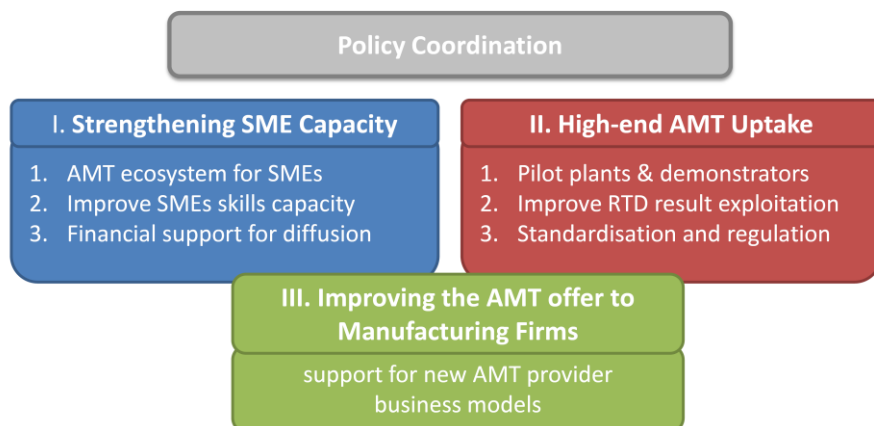 Policy Coordination
I. Strengthening SME Capacity
1. AMT ecosystem for SMEs
2. Improve SMEs skills capacity
3. Financial support for diffusion
II. High-end AMT Uptake
1. Pilot plants & demonstrators
2. Improve RTD result exploitation
3. Standardisation and regulation
III. Improving the AMT offer to
Manufacturing Firms
support for new AMT provider
business models